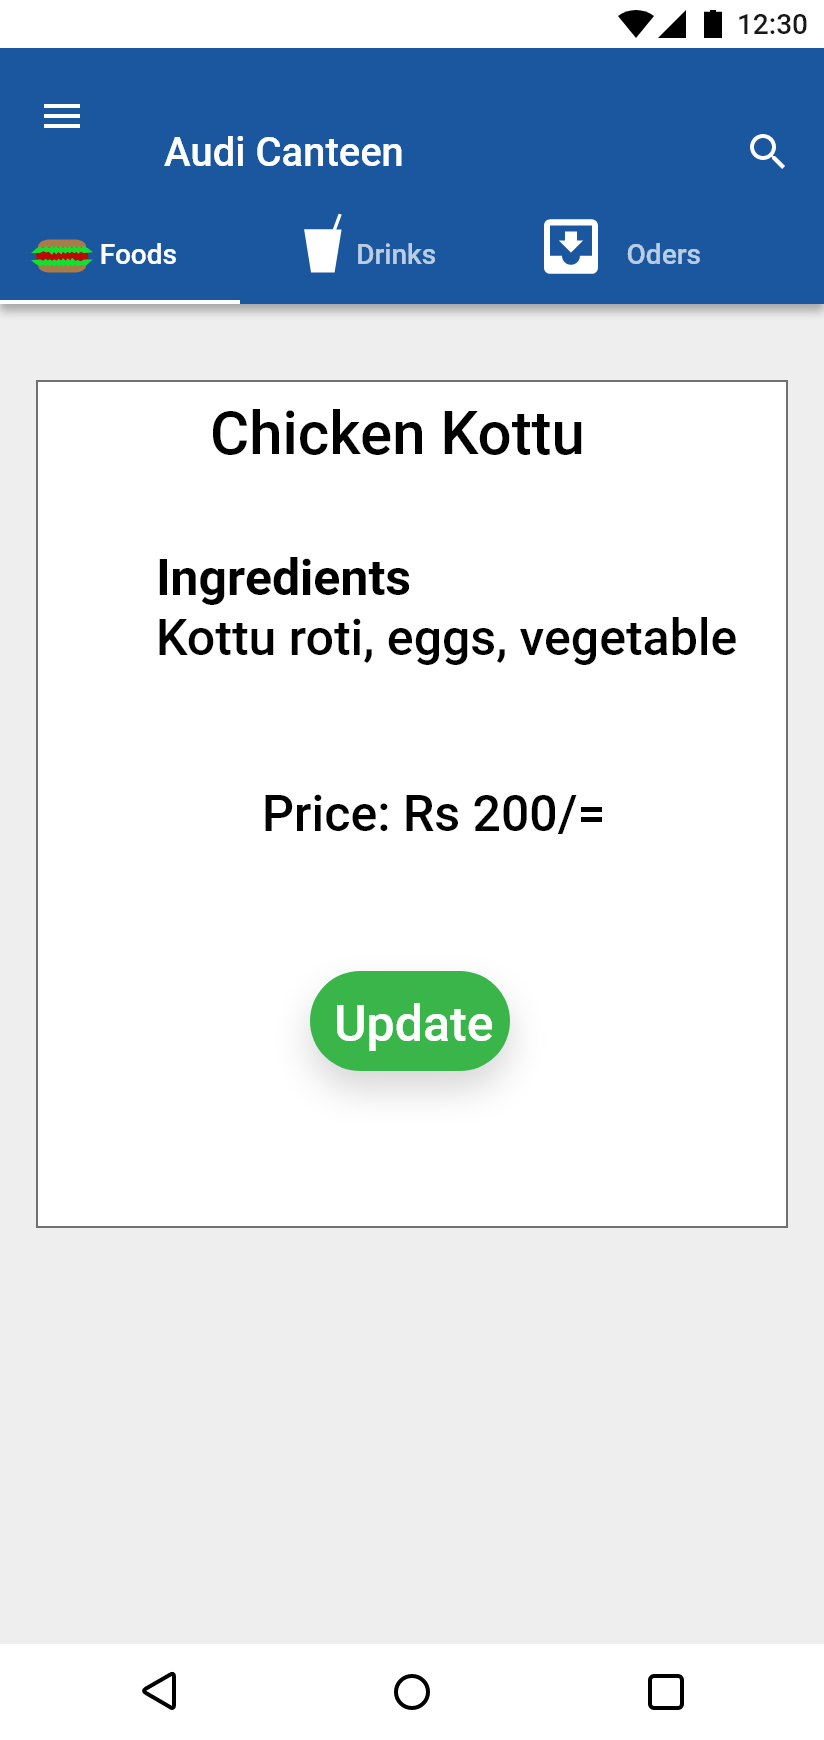 12:30
Audi Canteen
Foods
Drinks
Oders
Chicken Kottu
Ingredients
Kottu roti, eggs, vegetable
Price: Rs 200/=
Update